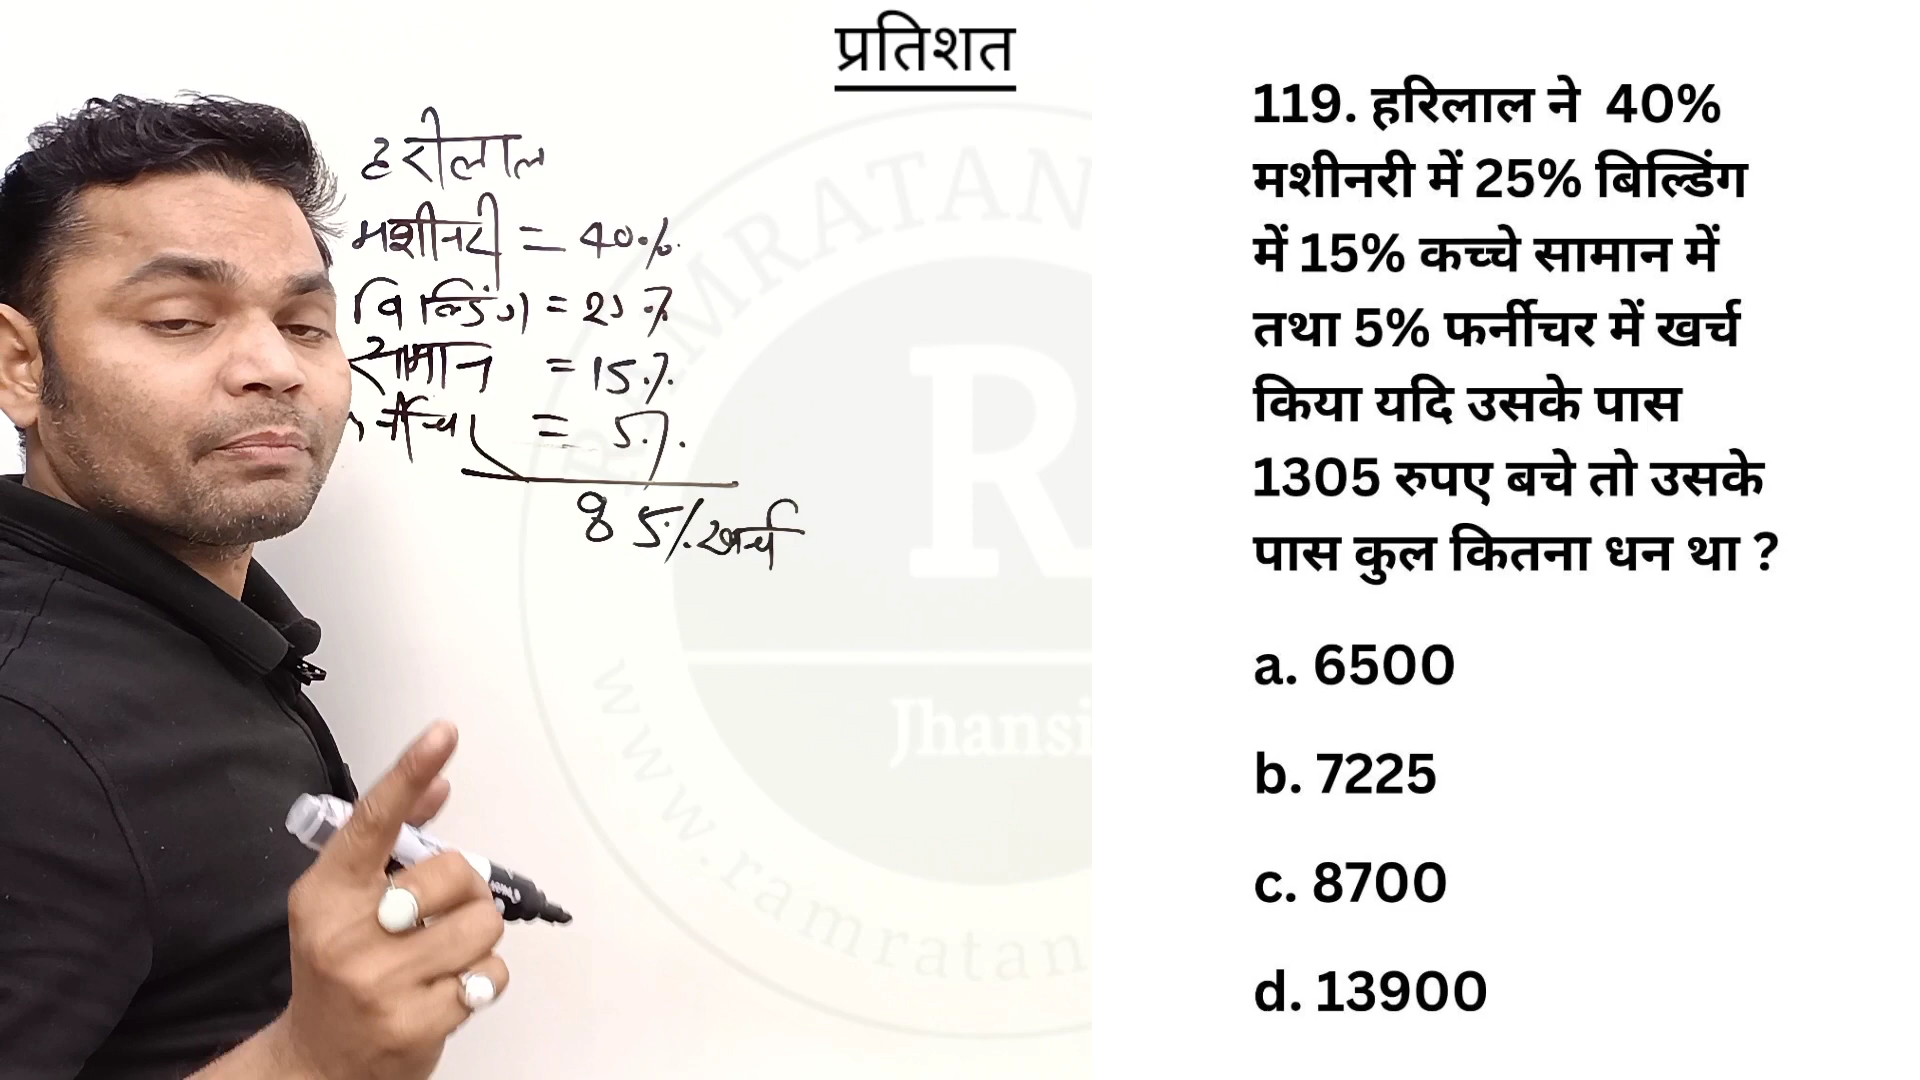 प्रतिशत
हरीलाल
मशीनरी = 40%
बिल्डिंग = 25%
सामान = 15%
= 5%
85% खर्च
119. हरिलाल ने 40%
मशीनरी में 25% बिल्डिंग
में 15% कच्चे सामान में
तथा 5% फर्नीचर में खर्च
किया यदि उसके पास
1305 रुपए बचे तो उसके
पास कुल कितना धन था ?
a. 6500
b. 7225
c. 8700
d. 13900
RAMRATAN
R
Jhansi
www.ramratan